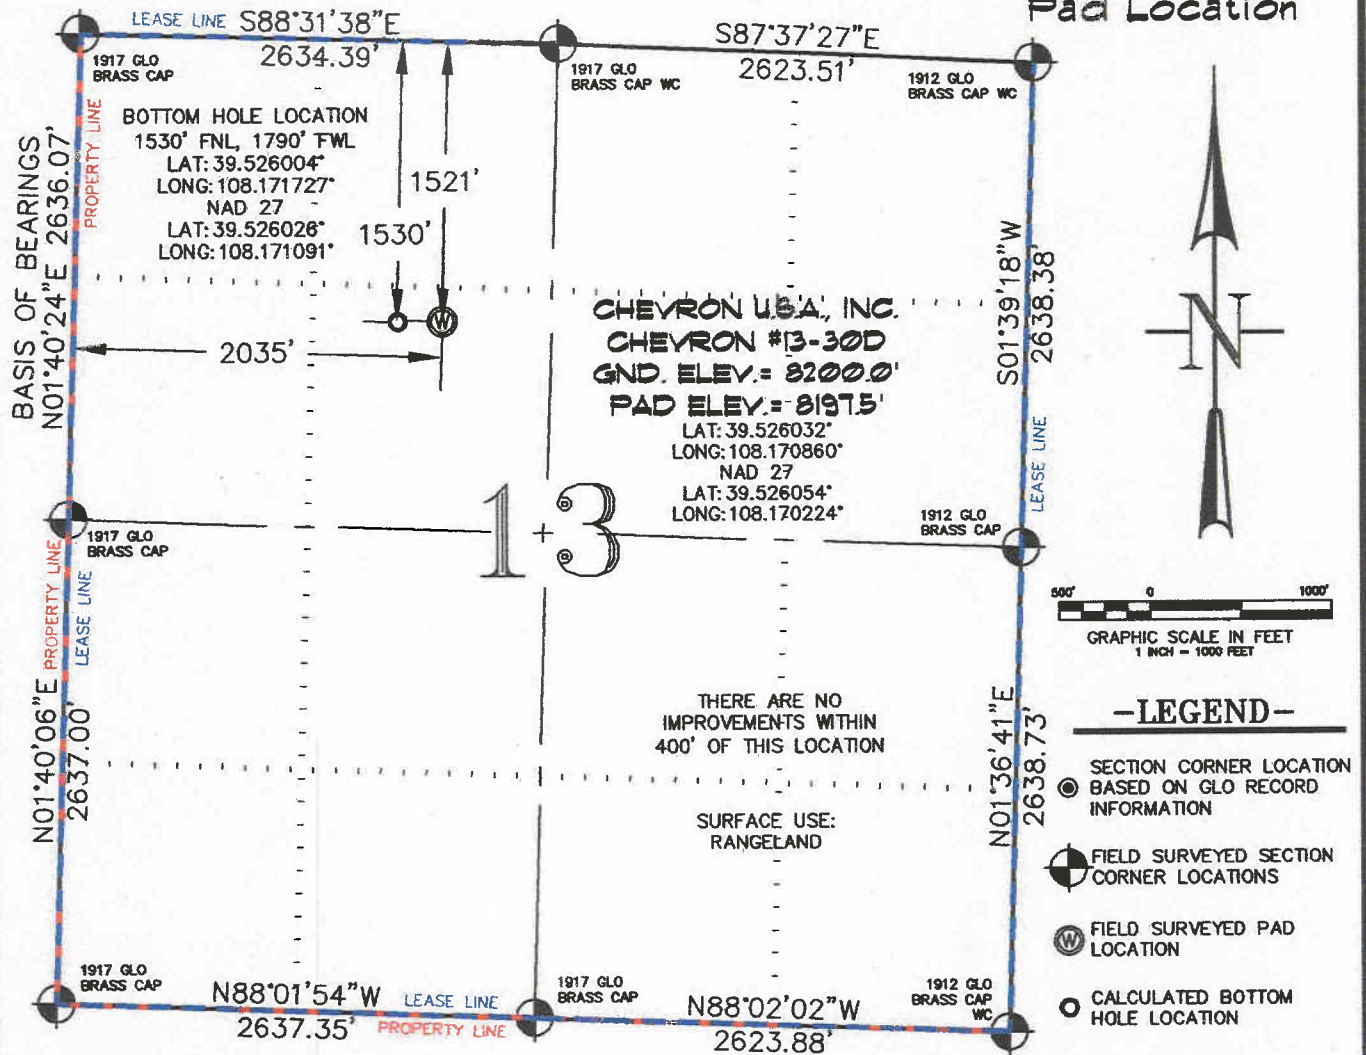 Pad Location
LEASE LINE S88°31'38"E
2634.39'
S87°37'27"E
2623.51'
1917 GLO
BRASS CAP
1917 GLO
BRASS CAP WC
1912 GLO
BRASS CAP WC
BOTTOM HOLE LOCATION
1530' FNL, 1790' FWL
LAT: 39.526004°
LONG: 108.171727°
NAD 27
LAT: 39.526026°
LONG: 108.171091°
BASIS OF BEARINGS
N01°40'24"E 2636.07'
PROPERTY LINE
1521'
1530'
W
2035'
CHEVRON U.S.A., INC.
CHEVRON #13-30D
GND. ELEV.= 8200.0'
PAD ELEV.= 8197.5'
LAT: 39.526032°
LONG: 108.170860°
NAD 27
LAT: 39.526054°
LONG: 108.170224°
S01°39'18"W
2638.38'
LEASE LINE
N
1917 GLO
BRASS CAP
13
1912 GLO
BRASS CAP
500' 0 1000'
GRAPHIC SCALE IN FEET
1 INCH = 1000 FEET
N01°40'06"E PROPERTY LINE
2637.00' LEASE LINE
THERE ARE NO
IMPROVEMENTS WITHIN
400' OF THIS LOCATION
SURFACE USE:
RANGELAND
N01°36'41"E
2638.73'
-LEGEND-
SECTION CORNER LOCATION
BASED ON GLO RECORD
INFORMATION
FIELD SURVEYED SECTION
CORNER LOCATIONS
W FIELD SURVEYED PAD
LOCATION
CALCULATED BOTTOM
HOLE LOCATION
1917 GLO
BRASS CAP
1917 GLO
BRASS CAP
1912 GLO
BRASS CAP
WC
N88°01'54"W LEASE LINE
2637.35' PROPERTY LINE
N88°02'02"W
2623.88'